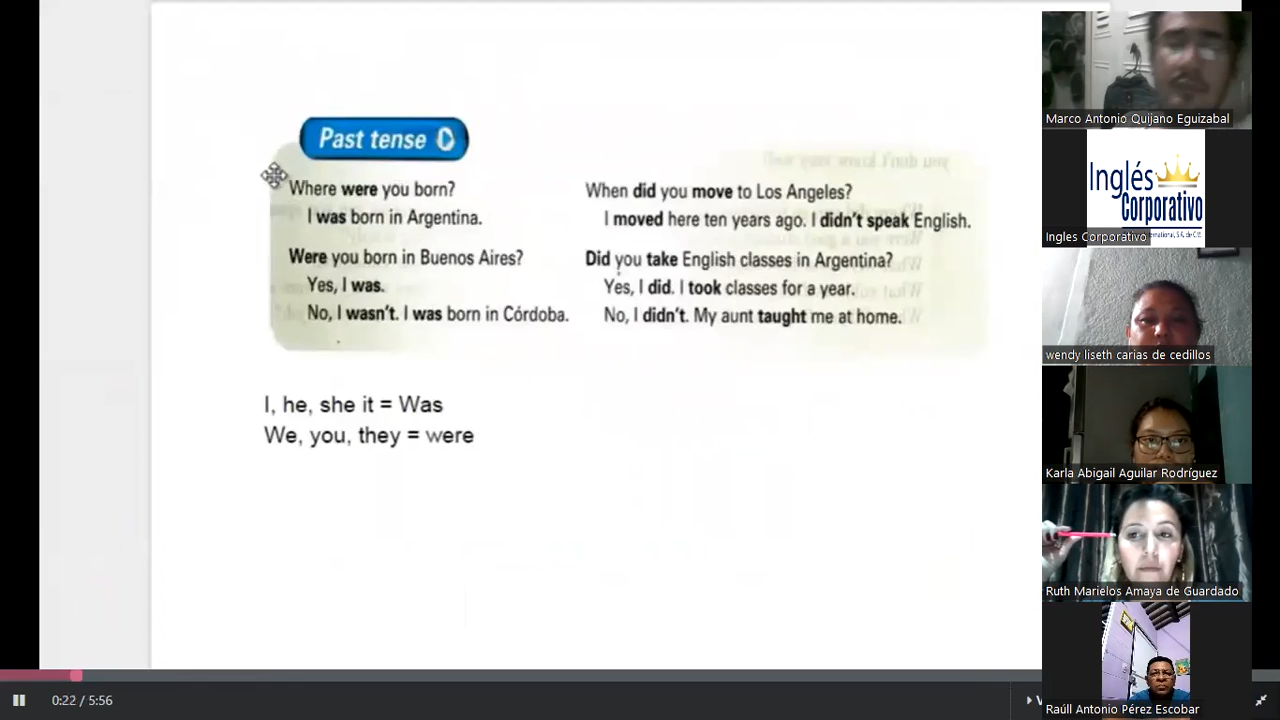 Past tense
Where were you born?
I was born in Argentina.
Were you born in Buenos Aires?
Yes, I was.
No, I wasn't. I was born in Córdoba.
When did you move to Los Angeles?
I moved here ten years ago. I didn't speak English.
Did you take English classes in Argentina?
Yes, I did. I took classes for a year.
No, I didn't. My aunt taught me at home.
I, he, she it = Was
We, you, they = were
Marco Antonio Quijano Eguizabal
Inglés
Corporativo
Ingles Corporativo
wendy liseth carias de cedillos
Karla Abigail Aguilar Rodríguez
Ruth Marielos Amaya de Guardado
Raúll Antonio Pérez Escobar
0:22 / 5:56